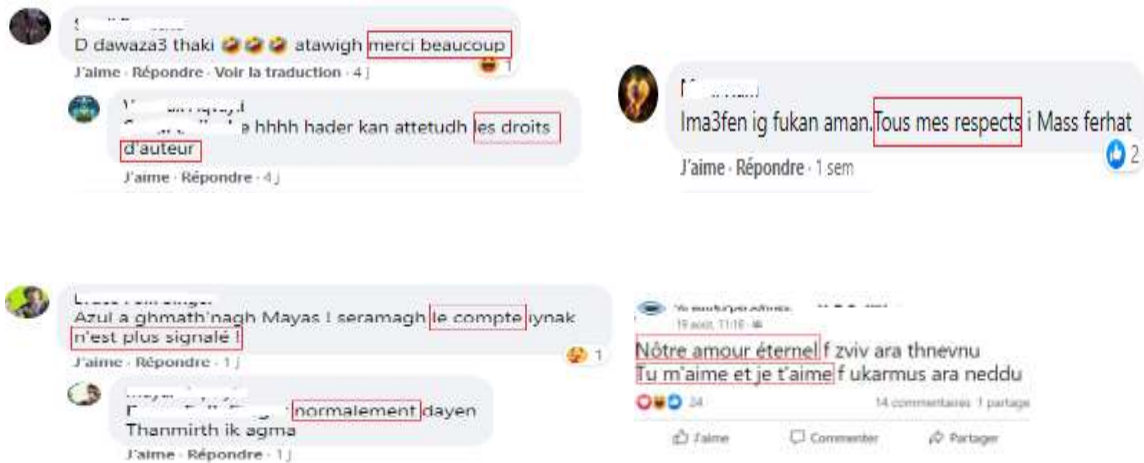 D dawaza3 thaki 🤣🤣🤣 atawigh merci beaucoup
J'aime · Répondre · Voir la traduction · 4 j
1
hhhh hader kan attetudh les droits
d'auteur
J'aime · Répondre · 4 j
Ima3fen ig fukan aman.Tous mes respects i Mass ferhat
2
J'aime · Répondre · 1 sem
Azul a ghmath'nagh Mayas ! seramagh le compte iynak
n'est plus signalé !
J'aime · Répondre · 1 j
1
normalement dayen
Thanmirth ik agma
J'aime · Répondre · 1 j
19 août, 11:18
Nôtre amour éternel f zviv ara thnevnu
Tu m'aime et je t'aime f ukarmus ara neddu
24
14 commentaires 1 partage
J'aime
Commenter
Partager